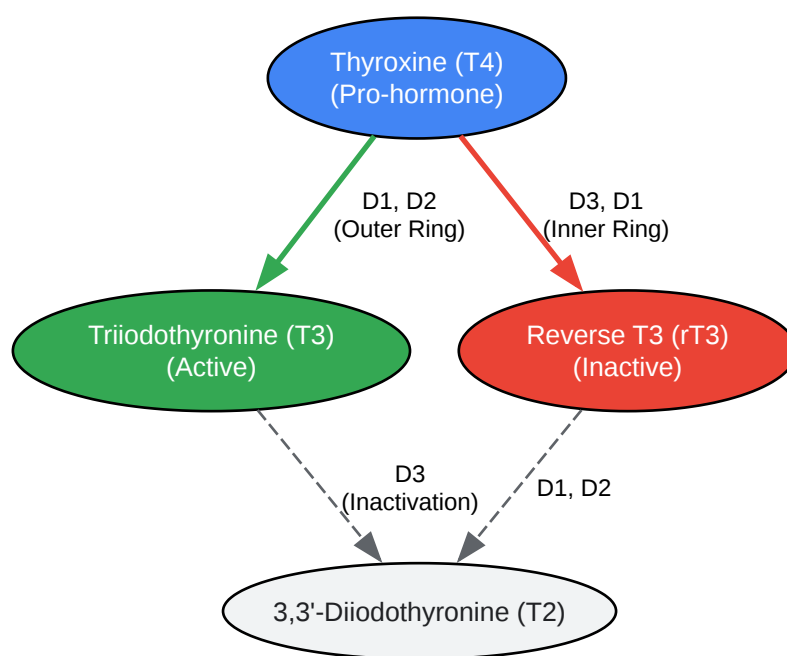 Thyroxine (T4)
(Pro-hormone)
D1, D2
(Outer Ring)
D3, D1
(Inner Ring)
Triiodothyronine (T3)
(Active)
Reverse T3 (rT3)
(Inactive)
D3
(Inactivation)
D1, D2
3,3'-Diiodothyronine (T2)